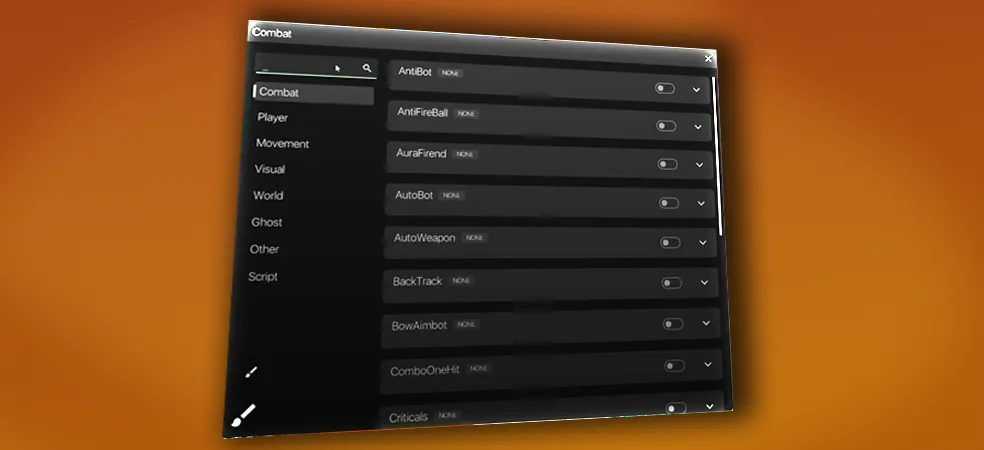 Combat
Combat
Player
Movement
Visual
World
Ghost
Other
Script
AntiBot NONE
AntiFireBall NONE
AuraFirend NONE
AutoBot NONE
AutoWeapon NONE
BackTrack NONE
BowAimbot NONE
ComboOneHit NONE
Criticals NONE